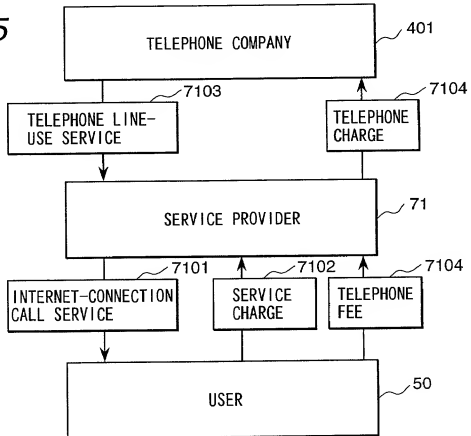 5
TELEPHONE COMPANY
401
7103
7104
TELEPHONE LINE-
USE SERVICE
TELEPHONE
CHARGE
SERVICE PROVIDER
71
7101
7102
7104
INTERNET-CONNECTION
CALL SERVICE
SERVICE
CHARGE
TELEPHONE
FEE
USER
50